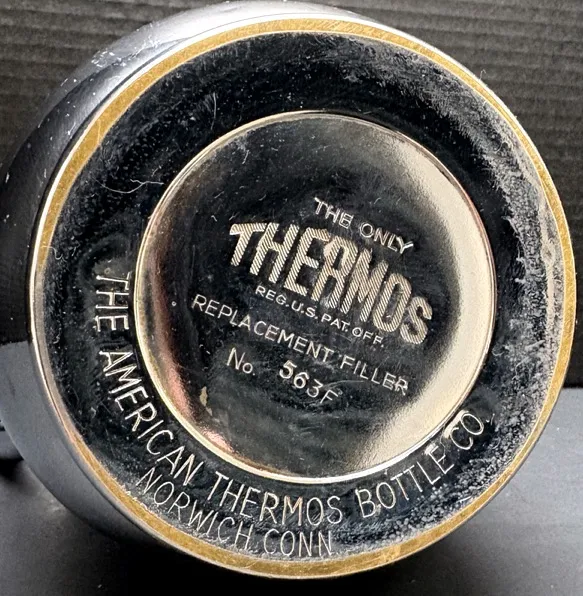 THE ONLY
THERMOS
REG.U.S.PAT.OFF.
REPLACEMENT FILLER
No. 563F
THE AMERICAN THERMOS BOTTLE CO.
NORWICH.CONN